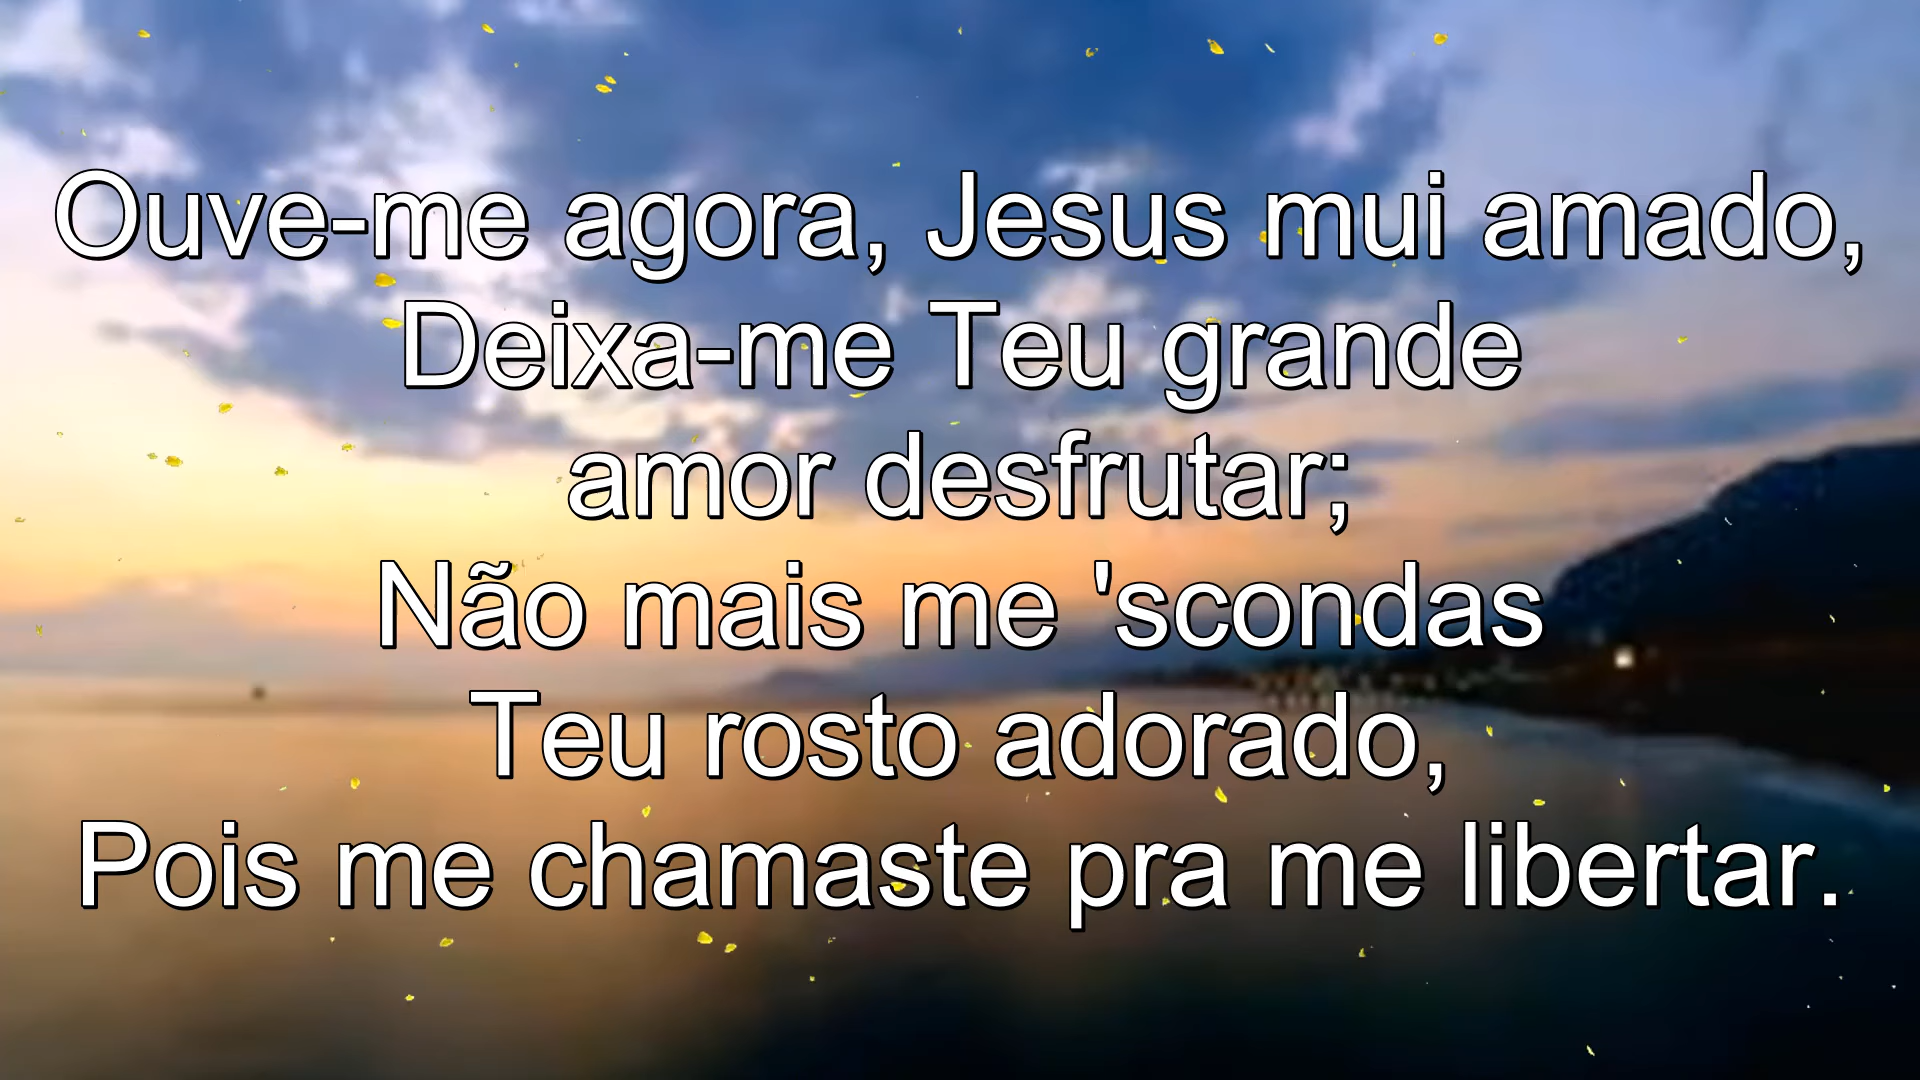 Ouve-me agora, Jesus mui amado,
Deixa-me Teu grande
amor desfrutar;
Não mais me 'scondas
Teu rosto adorado,
Pois me chamaste pra me libertar.